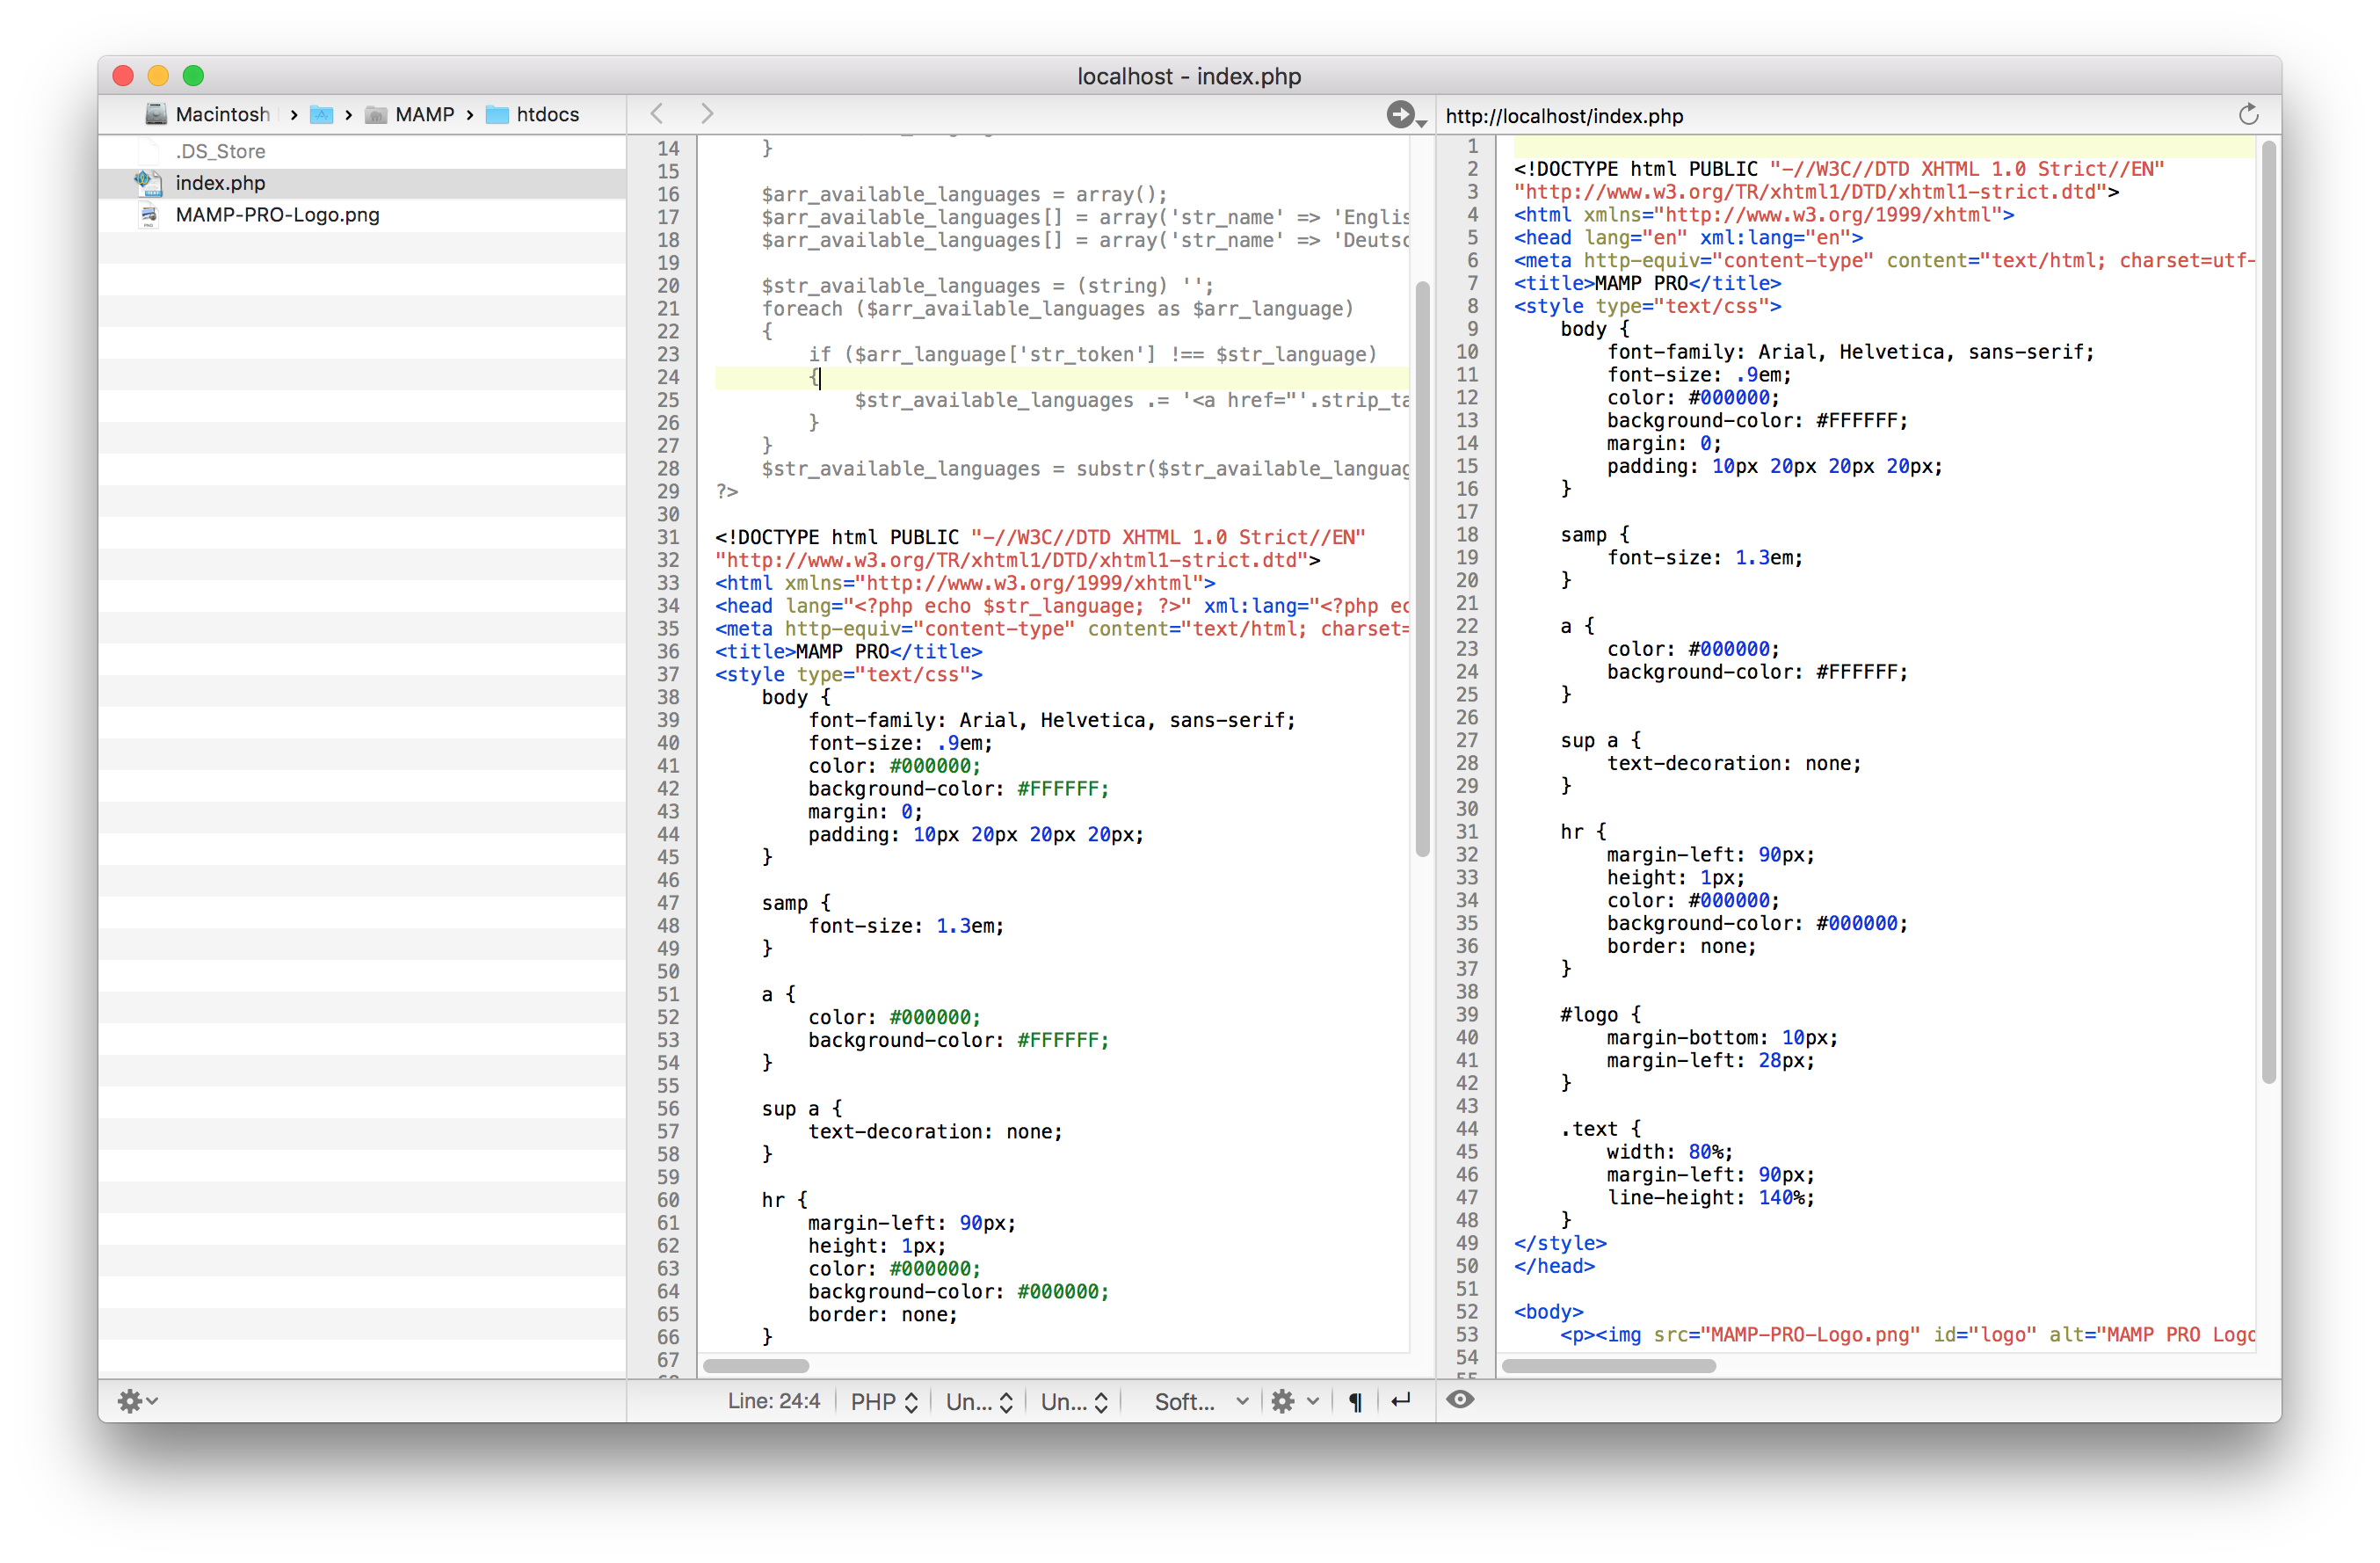 localhost - index.php
Macintosh › › MAMP › htdocs
http://localhost/index.php
.DS_Store
index.php
MAMP-PRO-Logo.png
14     }
15
16     $arr_available_languages = array();
17     $arr_available_languages[] = array('str_name' => 'Englis
18     $arr_available_languages[] = array('str_name' => 'Deutsc
19
20     $str_available_languages = (string) '';
21     foreach ($arr_available_languages as $arr_language)
22     {
23         if ($arr_language['str_token'] !== $str_language)
24         {
25             $str_available_languages .= '<a href="'.strip_ta
26         }
27     }
28     $str_available_languages = substr($str_available_languag
29 ?>
30
31 <!DOCTYPE html PUBLIC "-//W3C//DTD XHTML 1.0 Strict//EN"
32 "http://www.w3.org/TR/xhtml1/DTD/xhtml1-strict.dtd">
33 <html xmlns="http://www.w3.org/1999/xhtml">
34 <head lang="<?php echo $str_language; ?>" xml:lang="<?php ec
35 <meta http-equiv="content-type" content="text/html; charset=
36 <title>MAMP PRO</title>
37 <style type="text/css">
38     body {
39         font-family: Arial, Helvetica, sans-serif;
40         font-size: .9em;
41         color: #000000;
42         background-color: #FFFFFF;
43         margin: 0;
44         padding: 10px 20px 20px 20px;
45     }
46
47     samp {
48         font-size: 1.3em;
49     }
50
51     a {
52         color: #000000;
53         background-color: #FFFFFF;
54     }
55
56     sup a {
57         text-decoration: none;
58     }
59
60     hr {
61         margin-left: 90px;
62         height: 1px;
63         color: #000000;
64         background-color: #000000;
65         border: none;
66     }
67
1
2 <!DOCTYPE html PUBLIC "-//W3C//DTD XHTML 1.0 Strict//EN"
3 "http://www.w3.org/TR/xhtml1/DTD/xhtml1-strict.dtd">
4 <html xmlns="http://www.w3.org/1999/xhtml">
5 <head lang="en" xml:lang="en">
6 <meta http-equiv="content-type" content="text/html; charset=utf-
7 <title>MAMP PRO</title>
8 <style type="text/css">
9     body {
10         font-family: Arial, Helvetica, sans-serif;
11         font-size: .9em;
12         color: #000000;
13         background-color: #FFFFFF;
14         margin: 0;
15         padding: 10px 20px 20px 20px;
16     }
17
18     samp {
19         font-size: 1.3em;
20     }
21
22     a {
23         color: #000000;
24         background-color: #FFFFFF;
25     }
26
27     sup a {
28         text-decoration: none;
29     }
30
31     hr {
32         margin-left: 90px;
33         height: 1px;
34         color: #000000;
35         background-color: #000000;
36         border: none;
37     }
38
39     #logo {
40         margin-bottom: 10px;
41         margin-left: 28px;
42     }
43
44     .text {
45         width: 80%;
46         margin-left: 90px;
47         line-height: 140%;
48     }
49 </style>
50 </head>
51
52 <body>
53     <p><img src="MAMP-PRO-Logo.png" id="logo" alt="MAMP PRO Logo
54
Line: 24:4 PHP Un... Un... Soft... ¶